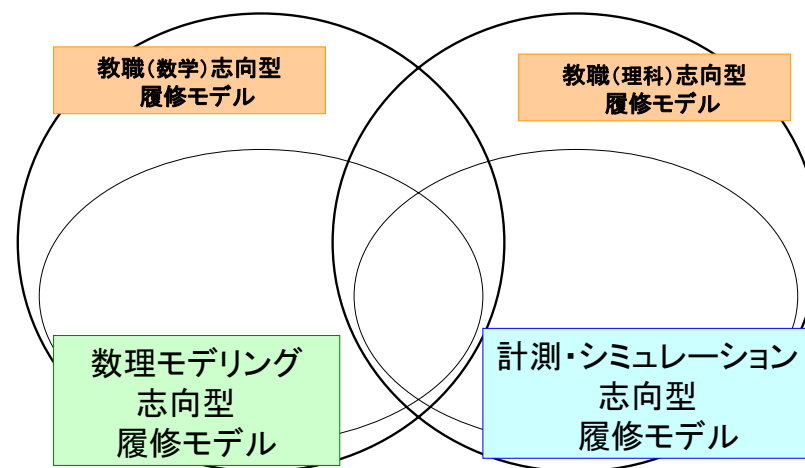 教職（数学）志向型
履修モデル
教職（理科）志向型
履修モデル
数理モデリング
志向型
履修モデル
計測・シミュレーション
志向型
履修モデル